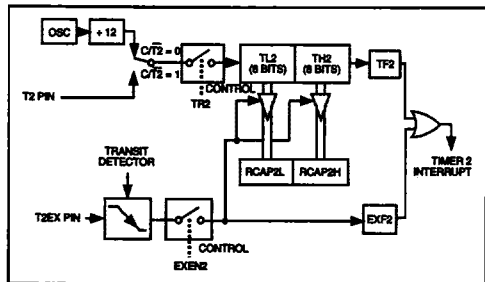 OSC
÷ 12
C/T2̅ = 0
C/T2̅ = 1
T2 PIN
CONTROL
TR2
TL2
(8 BITS)
TH2
(8 BITS)
TF2
TRANSIT
DETECTOR
RCAP2L
RCAP2H
TIMER 2
INTERRUPT
T2EX PIN
CONTROL
EXEN2
EXF2